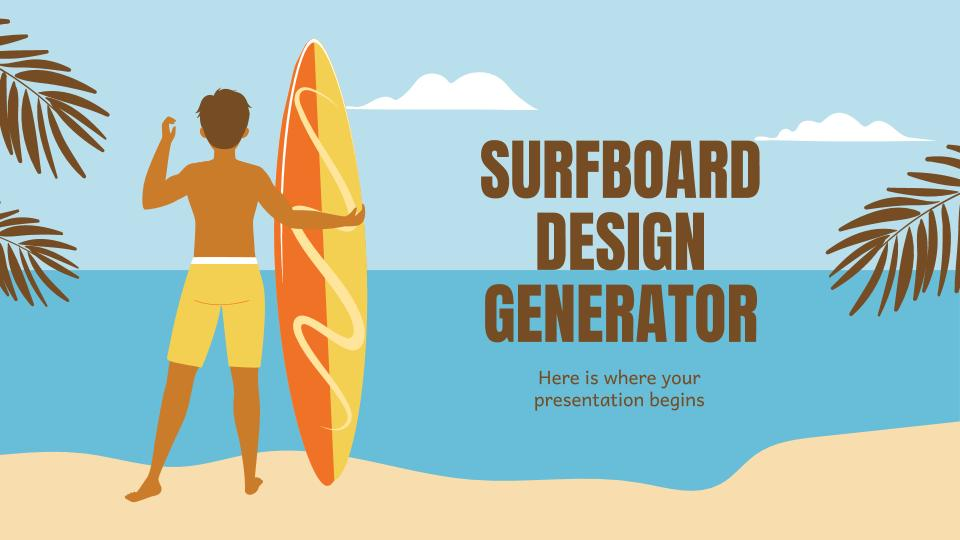 SURFBOARD
DESIGN
GENERATOR
Here is where your
presentation begins